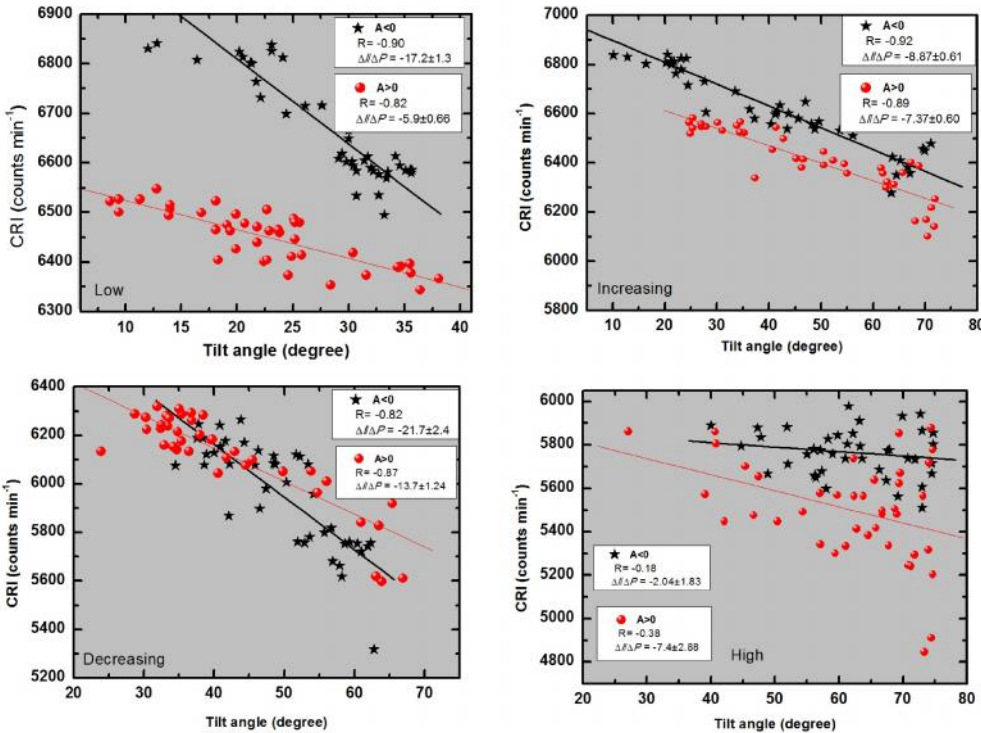 6900
6800
6700
6600
6500
6400
6300
CRI (counts min⁻¹)
★ A<0
R= -0.90
ΔI/ΔP = -17.2±1.3
A>0
R= -0.82
ΔI/ΔP = -5.9±0.66
Low
10 15 20 25 30 35 40
Tilt angle (degree)
7000
6800
6600
6400
6200
6000
5800
CRI (counts min⁻¹)
★ A<0
R= -0.92
ΔI/ΔP = -8.87±0.61
A>0
R= -0.89
ΔI/ΔP = -7.37±0.60
Increasing
10 20 30 40 50 60 70 80
Tilt angle (degree)
6400
6200
6000
5800
5600
5400
5200
CRI (counts min⁻¹)
★ A<0
R= -0.82
ΔI/ΔP = -21.7±2.4
A>0
R= -0.87
ΔI/ΔP = -13.7±1.24
Decreasing
20 30 40 50 60 70
Tilt angle (degree)
6000
5800
5600
5400
5200
5000
4800
CRI (counts min⁻¹)
★ A<0
R= -0.18
ΔI/ΔP = -2.04±1.83
A>0
R= -0.38
ΔI/ΔP = -7.4±2.88
High
20 30 40 50 60 70 80
Tilt angle (degree)